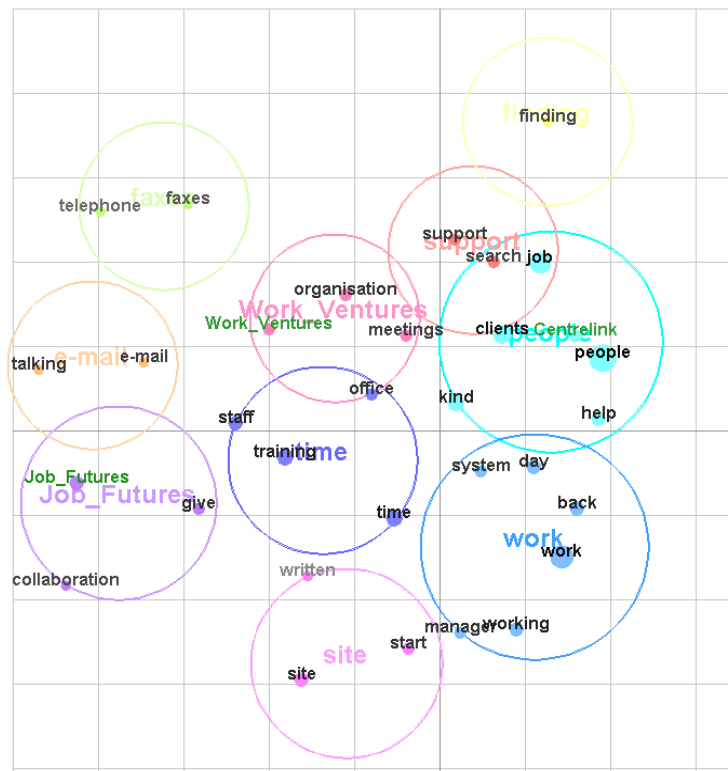 finding
finding
telephone
faxes
faxes
support
support
search
job
organisation
Work_Ventures
Work_Ventures
meetings
clients
Centrelink
people
people
talking
e-mail
e-mail
office
kind
help
staff
training
time
time
system
day
back
work
work
Job_Futures
Job_Futures
give
collaboration
written
manager
working
site
start
site